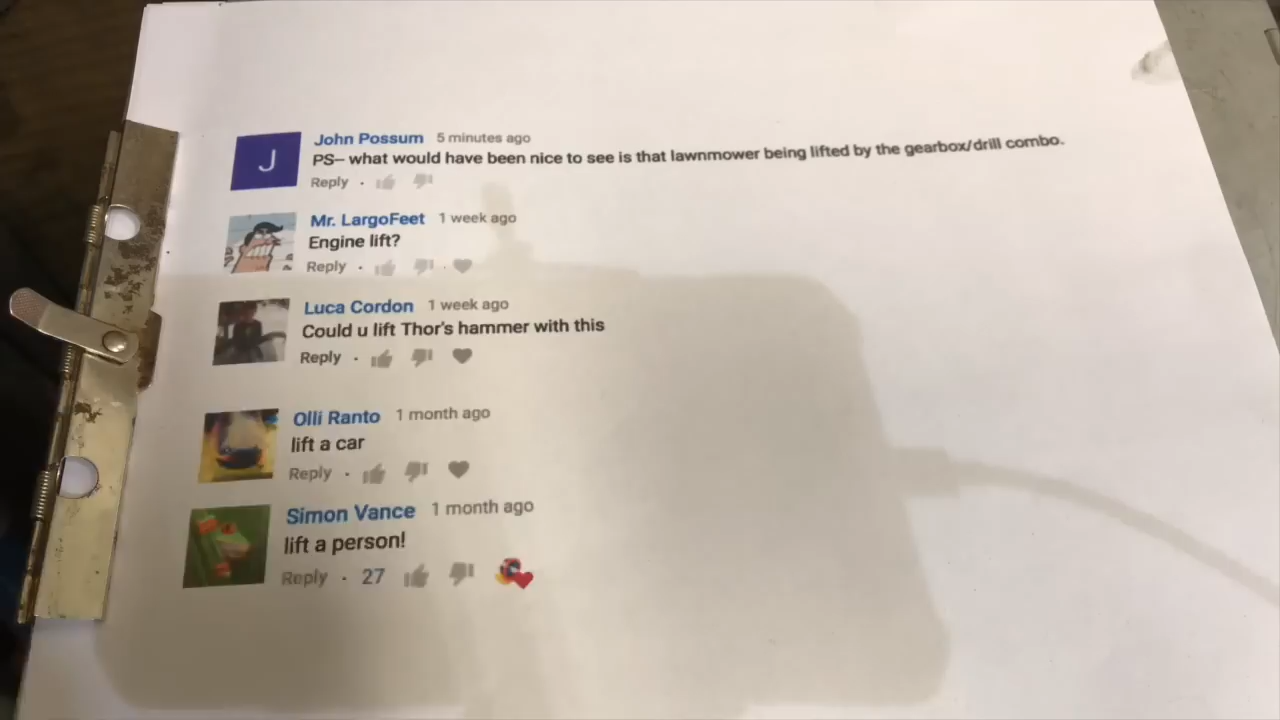 J
John Possum 5 minutes ago
PS– what would have been nice to see is that lawnmower being lifted by the gearbox/drill combo.
Reply ·
Mr. LargoFeet 1 week ago
Engine lift?
Reply ·
Luca Cordon 1 week ago
Could u lift Thor's hammer with this
Reply ·
Olli Ranto 1 month ago
lift a car
Reply ·
Simon Vance 1 month ago
lift a person!
Reply · 27